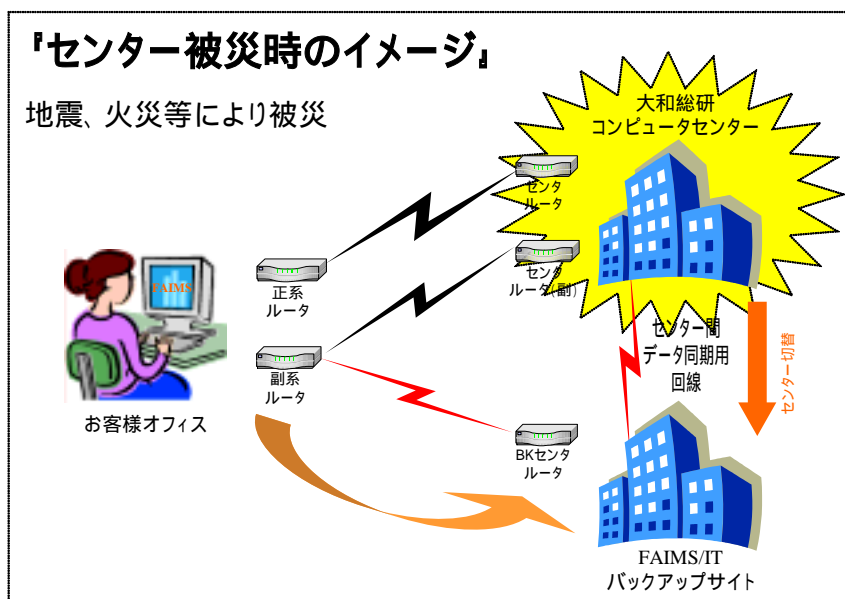 『センター被災時のイメージ』
地震、火災等により被災
大和総研
コンピュータセンター
センタ
ルータ
センタ
ルータ(副)
正系
ルータ
FAIMS
副系
ルータ
お客様オフィス
センター間
データ同期用
回線
センター切替
BKセンタ
ルータ
FAIMS/IT
バックアップサイト